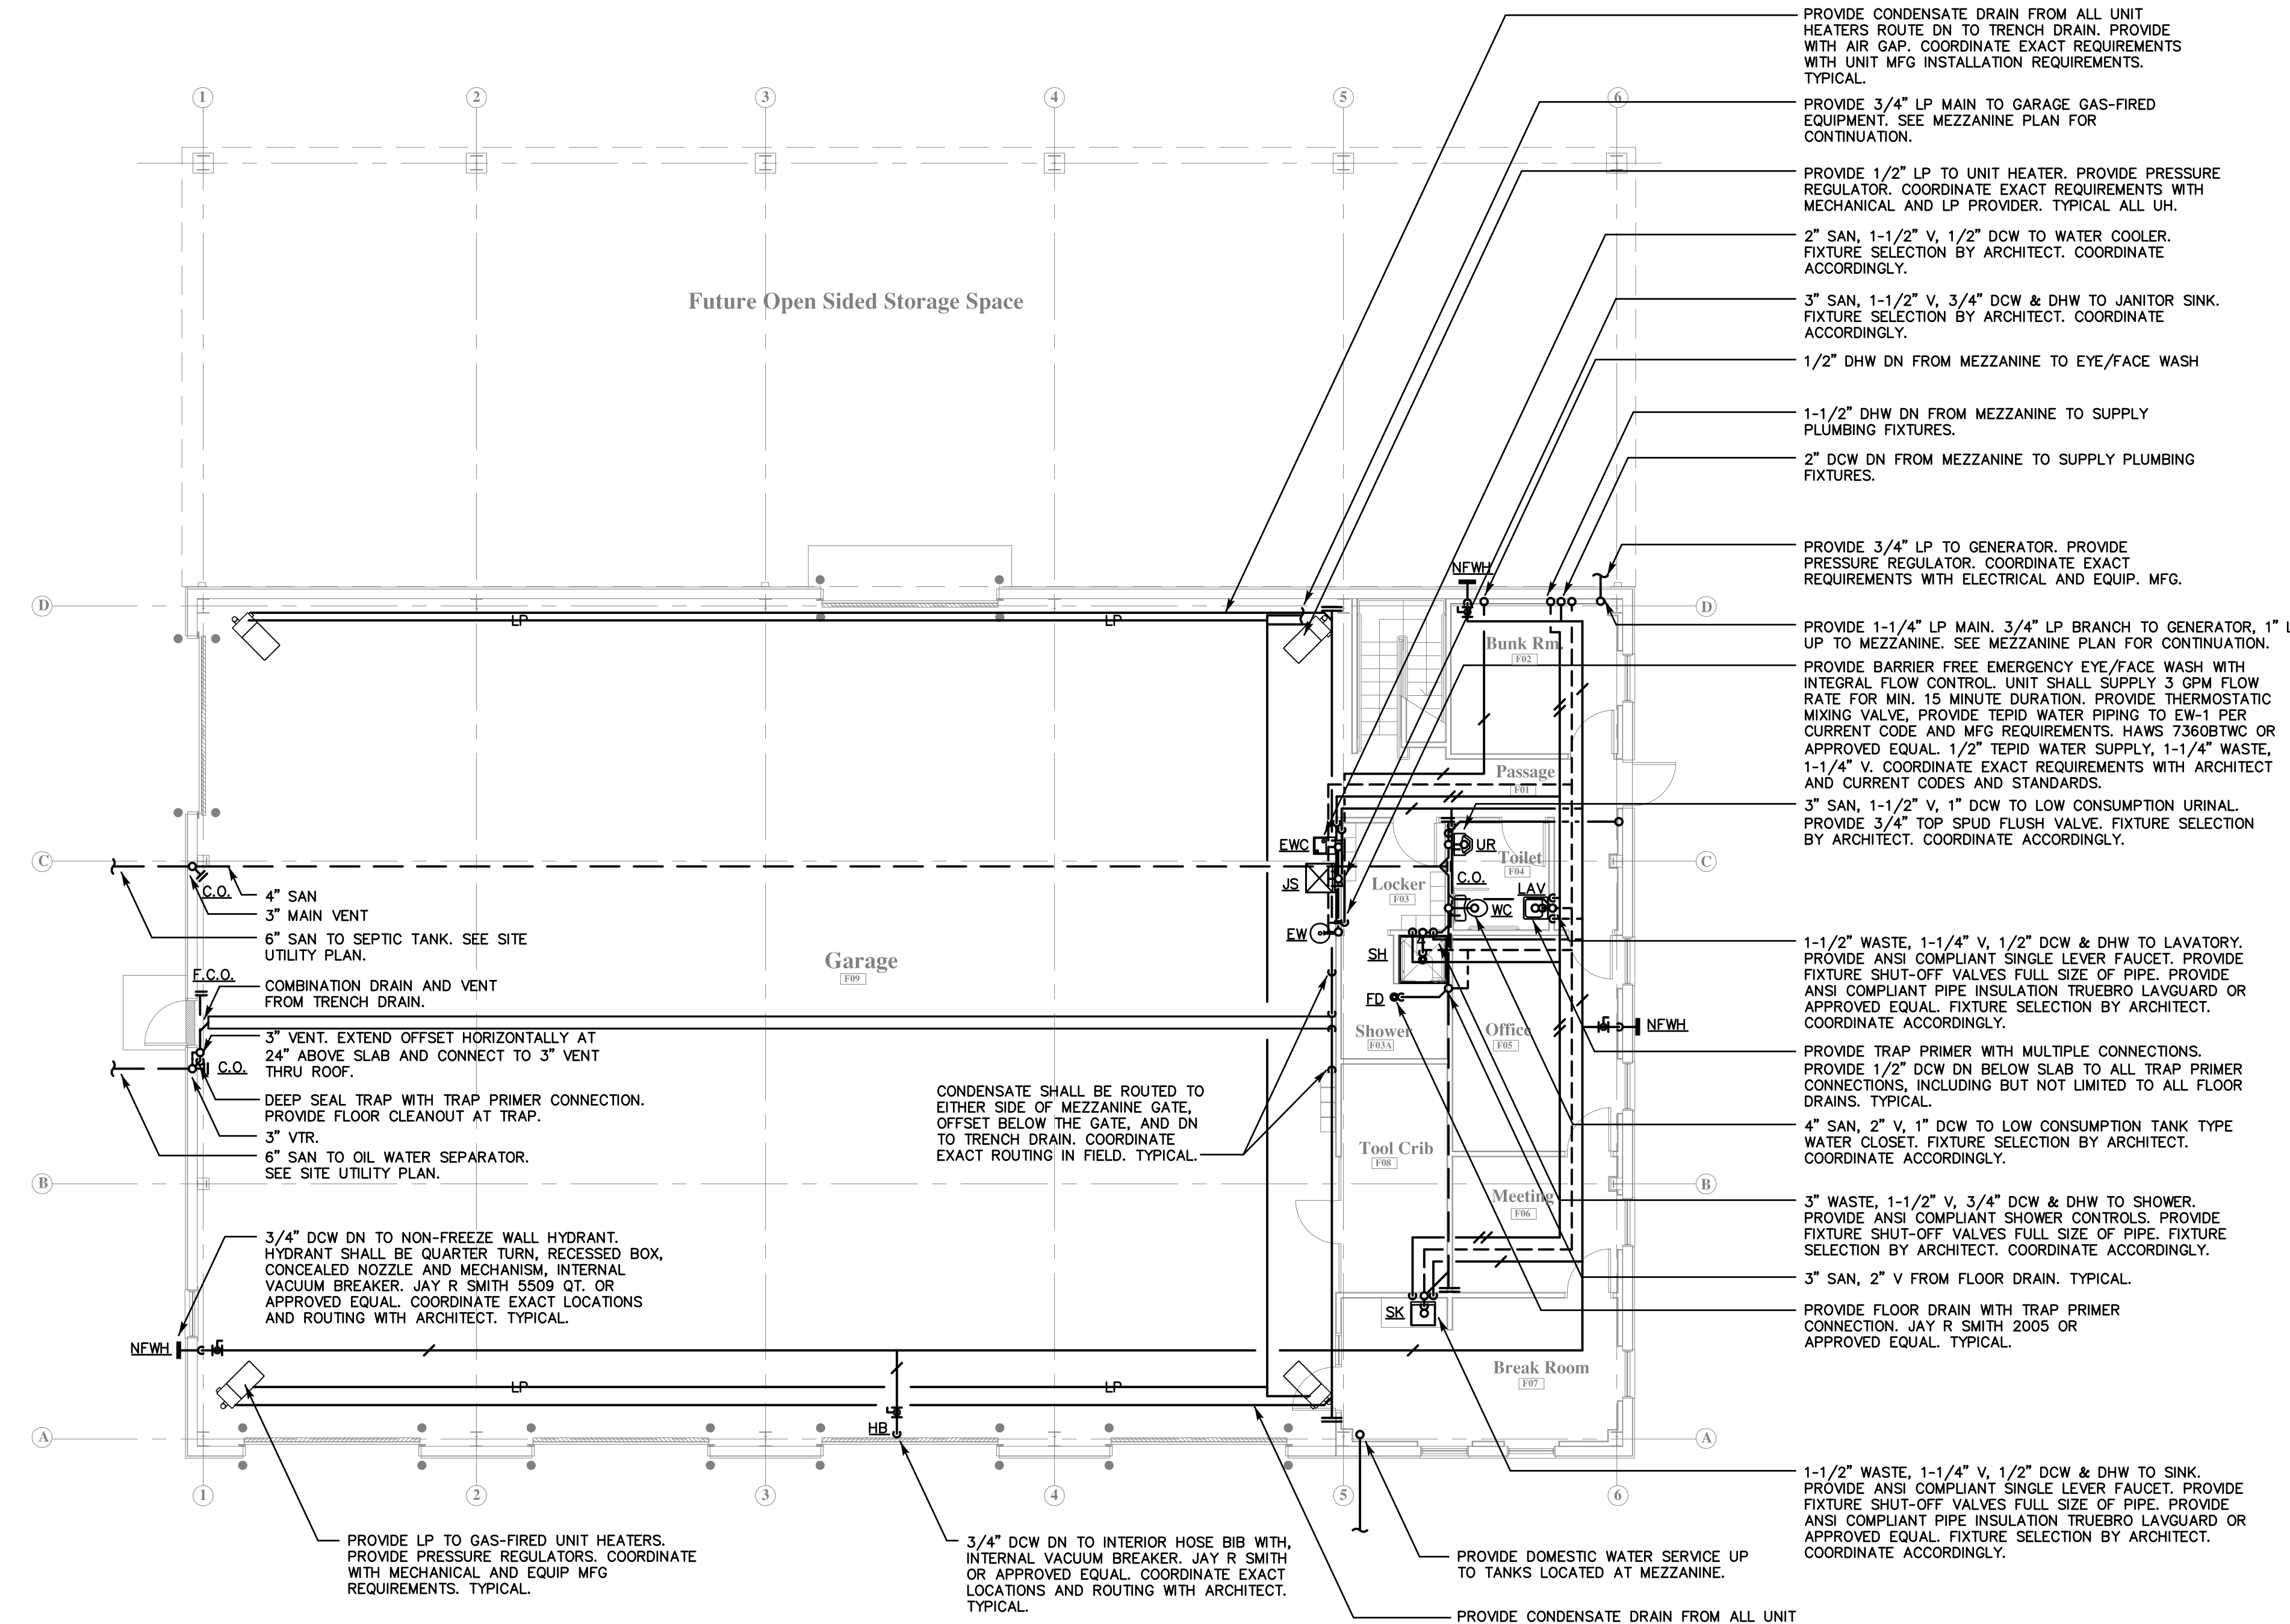 PROVIDE CONDENSATE DRAIN FROM ALL UNIT
HEATERS ROUTE DN TO TRENCH DRAIN. PROVIDE
WITH AIR GAP. COORDINATE EXACT REQUIREMENTS
WITH UNIT MFG INSTALLATION REQUIREMENTS.
TYPICAL.
1
2
3
4
5
6
PROVIDE 3/4" LP MAIN TO GARAGE GAS-FIRED
EQUIPMENT. SEE MEZZANINE PLAN FOR
CONTINUATION.
PROVIDE 1/2" LP TO UNIT HEATER. PROVIDE PRESSURE
REGULATOR. COORDINATE EXACT REQUIREMENTS WITH
MECHANICAL AND LP PROVIDER. TYPICAL ALL UH.
2" SAN, 1-1/2" V, 1/2" DCW TO WATER COOLER.
FIXTURE SELECTION BY ARCHITECT. COORDINATE
ACCORDINGLY.
Future Open Sided Storage Space
3" SAN, 1-1/2" V, 3/4" DCW & DHW TO JANITOR SINK.
FIXTURE SELECTION BY ARCHITECT. COORDINATE
ACCORDINGLY.
1/2" DHW DN FROM MEZZANINE TO EYE/FACE WASH
1-1/2" DHW DN FROM MEZZANINE TO SUPPLY
PLUMBING FIXTURES.
2" DCW DN FROM MEZZANINE TO SUPPLY PLUMBING
FIXTURES.
PROVIDE 3/4" LP TO GENERATOR. PROVIDE
PRESSURE REGULATOR. COORDINATE EXACT
REQUIREMENTS WITH ELECTRICAL AND EQUIP. MFG.
NFWH
D
D
LP
LP
PROVIDE 1-1/4" LP MAIN. 3/4" LP BRANCH TO GENERATOR, 1" L
UP TO MEZZANINE. SEE MEZZANINE PLAN FOR CONTINUATION.
Bunk Rm.
F02
PROVIDE BARRIER FREE EMERGENCY EYE/FACE WASH WITH
INTEGRAL FLOW CONTROL. UNIT SHALL SUPPLY 3 GPM FLOW
RATE FOR MIN. 15 MINUTE DURATION. PROVIDE THERMOSTATIC
MIXING VALVE, PROVIDE TEPID WATER PIPING TO EW-1 PER
CURRENT CODE AND MFG REQUIREMENTS. HAWS 7360BTWC OR
APPROVED EQUAL. 1/2" TEPID WATER SUPPLY, 1-1/4" WASTE,
1-1/4" V. COORDINATE EXACT REQUIREMENTS WITH ARCHITECT
AND CURRENT CODES AND STANDARDS.
Passage
F01
3" SAN, 1-1/2" V, 1" DCW TO LOW CONSUMPTION URINAL.
PROVIDE 3/4" TOP SPUD FLUSH VALVE. FIXTURE SELECTION
BY ARCHITECT. COORDINATE ACCORDINGLY.
EWC
UR
Toilet
F04
C
C
C.O.
JS
C.O.
Locker
F03
LAV
WC
4" SAN
3" MAIN VENT
6" SAN TO SEPTIC TANK. SEE SITE
UTILITY PLAN.
EW
SH
Garage
F09
1-1/2" WASTE, 1-1/4" V, 1/2" DCW & DHW TO LAVATORY.
PROVIDE ANSI COMPLIANT SINGLE LEVER FAUCET. PROVIDE
FIXTURE SHUT-OFF VALVES FULL SIZE OF PIPE. PROVIDE
ANSI COMPLIANT PIPE INSULATION TRUEBRO LAVGUARD OR
APPROVED EQUAL. FIXTURE SELECTION BY ARCHITECT.
COORDINATE ACCORDINGLY.
F.C.O.
COMBINATION DRAIN AND VENT
FROM TRENCH DRAIN.
FD
NFWH
Shower
F03A
Office
F05
3" VENT. EXTEND OFFSET HORIZONTALLY AT
24" ABOVE SLAB AND CONNECT TO 3" VENT
THRU ROOF.
C.O.
PROVIDE TRAP PRIMER WITH MULTIPLE CONNECTIONS.
PROVIDE 1/2" DCW DN BELOW SLAB TO ALL TRAP PRIMER
CONNECTIONS, INCLUDING BUT NOT LIMITED TO ALL FLOOR
DRAINS. TYPICAL.
DEEP SEAL TRAP WITH TRAP PRIMER CONNECTION.
PROVIDE FLOOR CLEANOUT AT TRAP.
3" VTR.
6" SAN TO OIL WATER SEPARATOR.
SEE SITE UTILITY PLAN.
CONDENSATE SHALL BE ROUTED TO
EITHER SIDE OF MEZZANINE GATE,
OFFSET BELOW THE GATE, AND DN
TO TRENCH DRAIN. COORDINATE
EXACT ROUTING IN FIELD. TYPICAL.
4" SAN, 2" V, 1" DCW TO LOW CONSUMPTION TANK TYPE
WATER CLOSET. FIXTURE SELECTION BY ARCHITECT.
COORDINATE ACCORDINGLY.
Tool Crib
F08
B
B
Meeting
F06
3" WASTE, 1-1/2" V, 3/4" DCW & DHW TO SHOWER.
PROVIDE ANSI COMPLIANT SHOWER CONTROLS. PROVIDE
FIXTURE SHUT-OFF VALVES FULL SIZE OF PIPE. FIXTURE
SELECTION BY ARCHITECT. COORDINATE ACCORDINGLY.
3/4" DCW DN TO NON-FREEZE WALL HYDRANT.
HYDRANT SHALL BE QUARTER TURN, RECESSED BOX,
CONCEALED NOZZLE AND MECHANISM, INTERNAL
VACUUM BREAKER. JAY R SMITH 5509 QT. OR
APPROVED EQUAL. COORDINATE EXACT LOCATIONS
AND ROUTING WITH ARCHITECT. TYPICAL.
3" SAN, 2" V FROM FLOOR DRAIN. TYPICAL.
SK
PROVIDE FLOOR DRAIN WITH TRAP PRIMER
CONNECTION. JAY R SMITH 2005 OR
APPROVED EQUAL. TYPICAL.
NFWH
Break Room
F07
LP
LP
HB
A
A
1
2
3
4
5
6
1-1/2" WASTE, 1-1/4" V, 1/2" DCW & DHW TO SINK.
PROVIDE ANSI COMPLIANT SINGLE LEVER FAUCET. PROVIDE
FIXTURE SHUT-OFF VALVES FULL SIZE OF PIPE. PROVIDE
ANSI COMPLIANT PIPE INSULATION TRUEBRO LAVGUARD OR
APPROVED EQUAL. FIXTURE SELECTION BY ARCHITECT.
COORDINATE ACCORDINGLY.
PROVIDE LP TO GAS-FIRED UNIT HEATERS.
PROVIDE PRESSURE REGULATORS. COORDINATE
WITH MECHANICAL AND EQUIP MFG
REQUIREMENTS. TYPICAL.
3/4" DCW DN TO INTERIOR HOSE BIB WITH,
INTERNAL VACUUM BREAKER. JAY R SMITH
OR APPROVED EQUAL. COORDINATE EXACT
LOCATIONS AND ROUTING WITH ARCHITECT.
TYPICAL.
PROVIDE DOMESTIC WATER SERVICE UP
TO TANKS LOCATED AT MEZZANINE.
PROVIDE CONDENSATE DRAIN FROM ALL UNIT